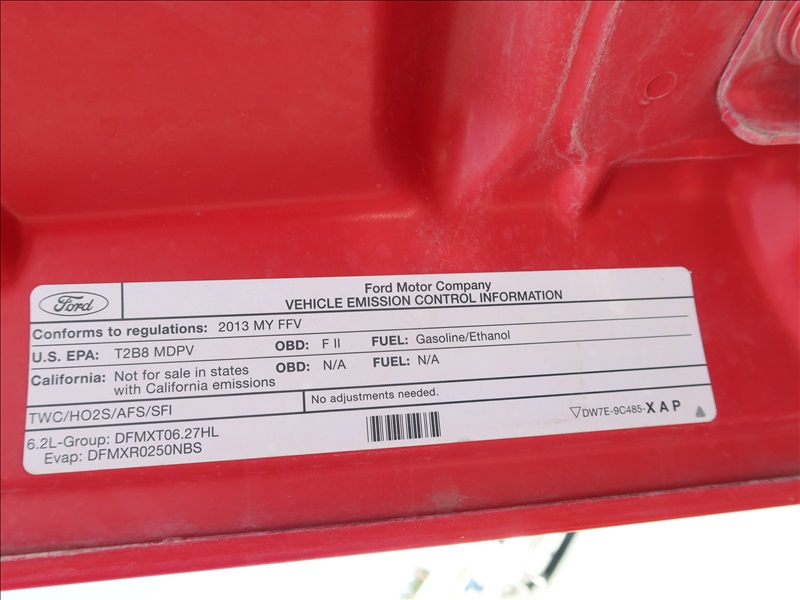 Ford
Ford Motor Company
VEHICLE EMISSION CONTROL INFORMATION
Conforms to regulations: 2013 MY FFV
U.S. EPA: T2B8 MDPV OBD: F II FUEL: Gasoline/Ethanol
California: Not for sale in states with California emissions OBD: N/A FUEL: N/A
TWC/HO2S/AFS/SFI
No adjustments needed.
6.2L-Group: DFMXT06.27HL
Evap: DFMXR0250NBS
DW7E-9C485-XAP